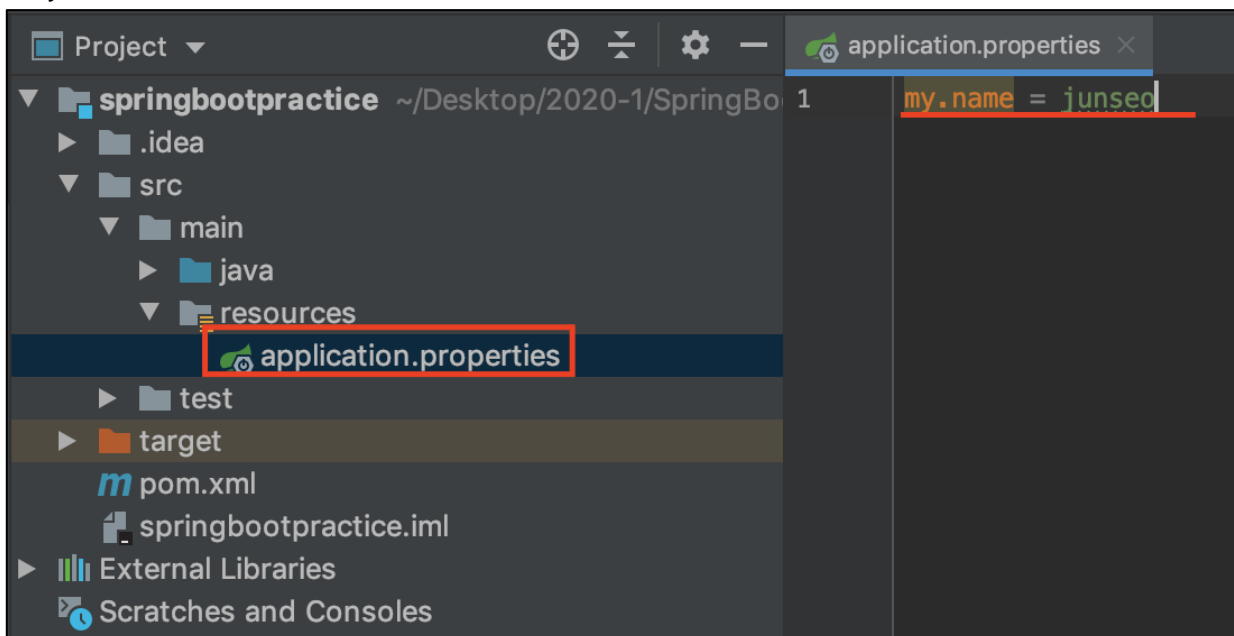 Project
application.properties
springbootpractice ~/Desktop/2020-1/SpringBo
1 my.name = junseo
.idea
src
main
java
resources
application.properties
test
target
pom.xml
springbootpractice.iml
External Libraries
Scratches and Consoles